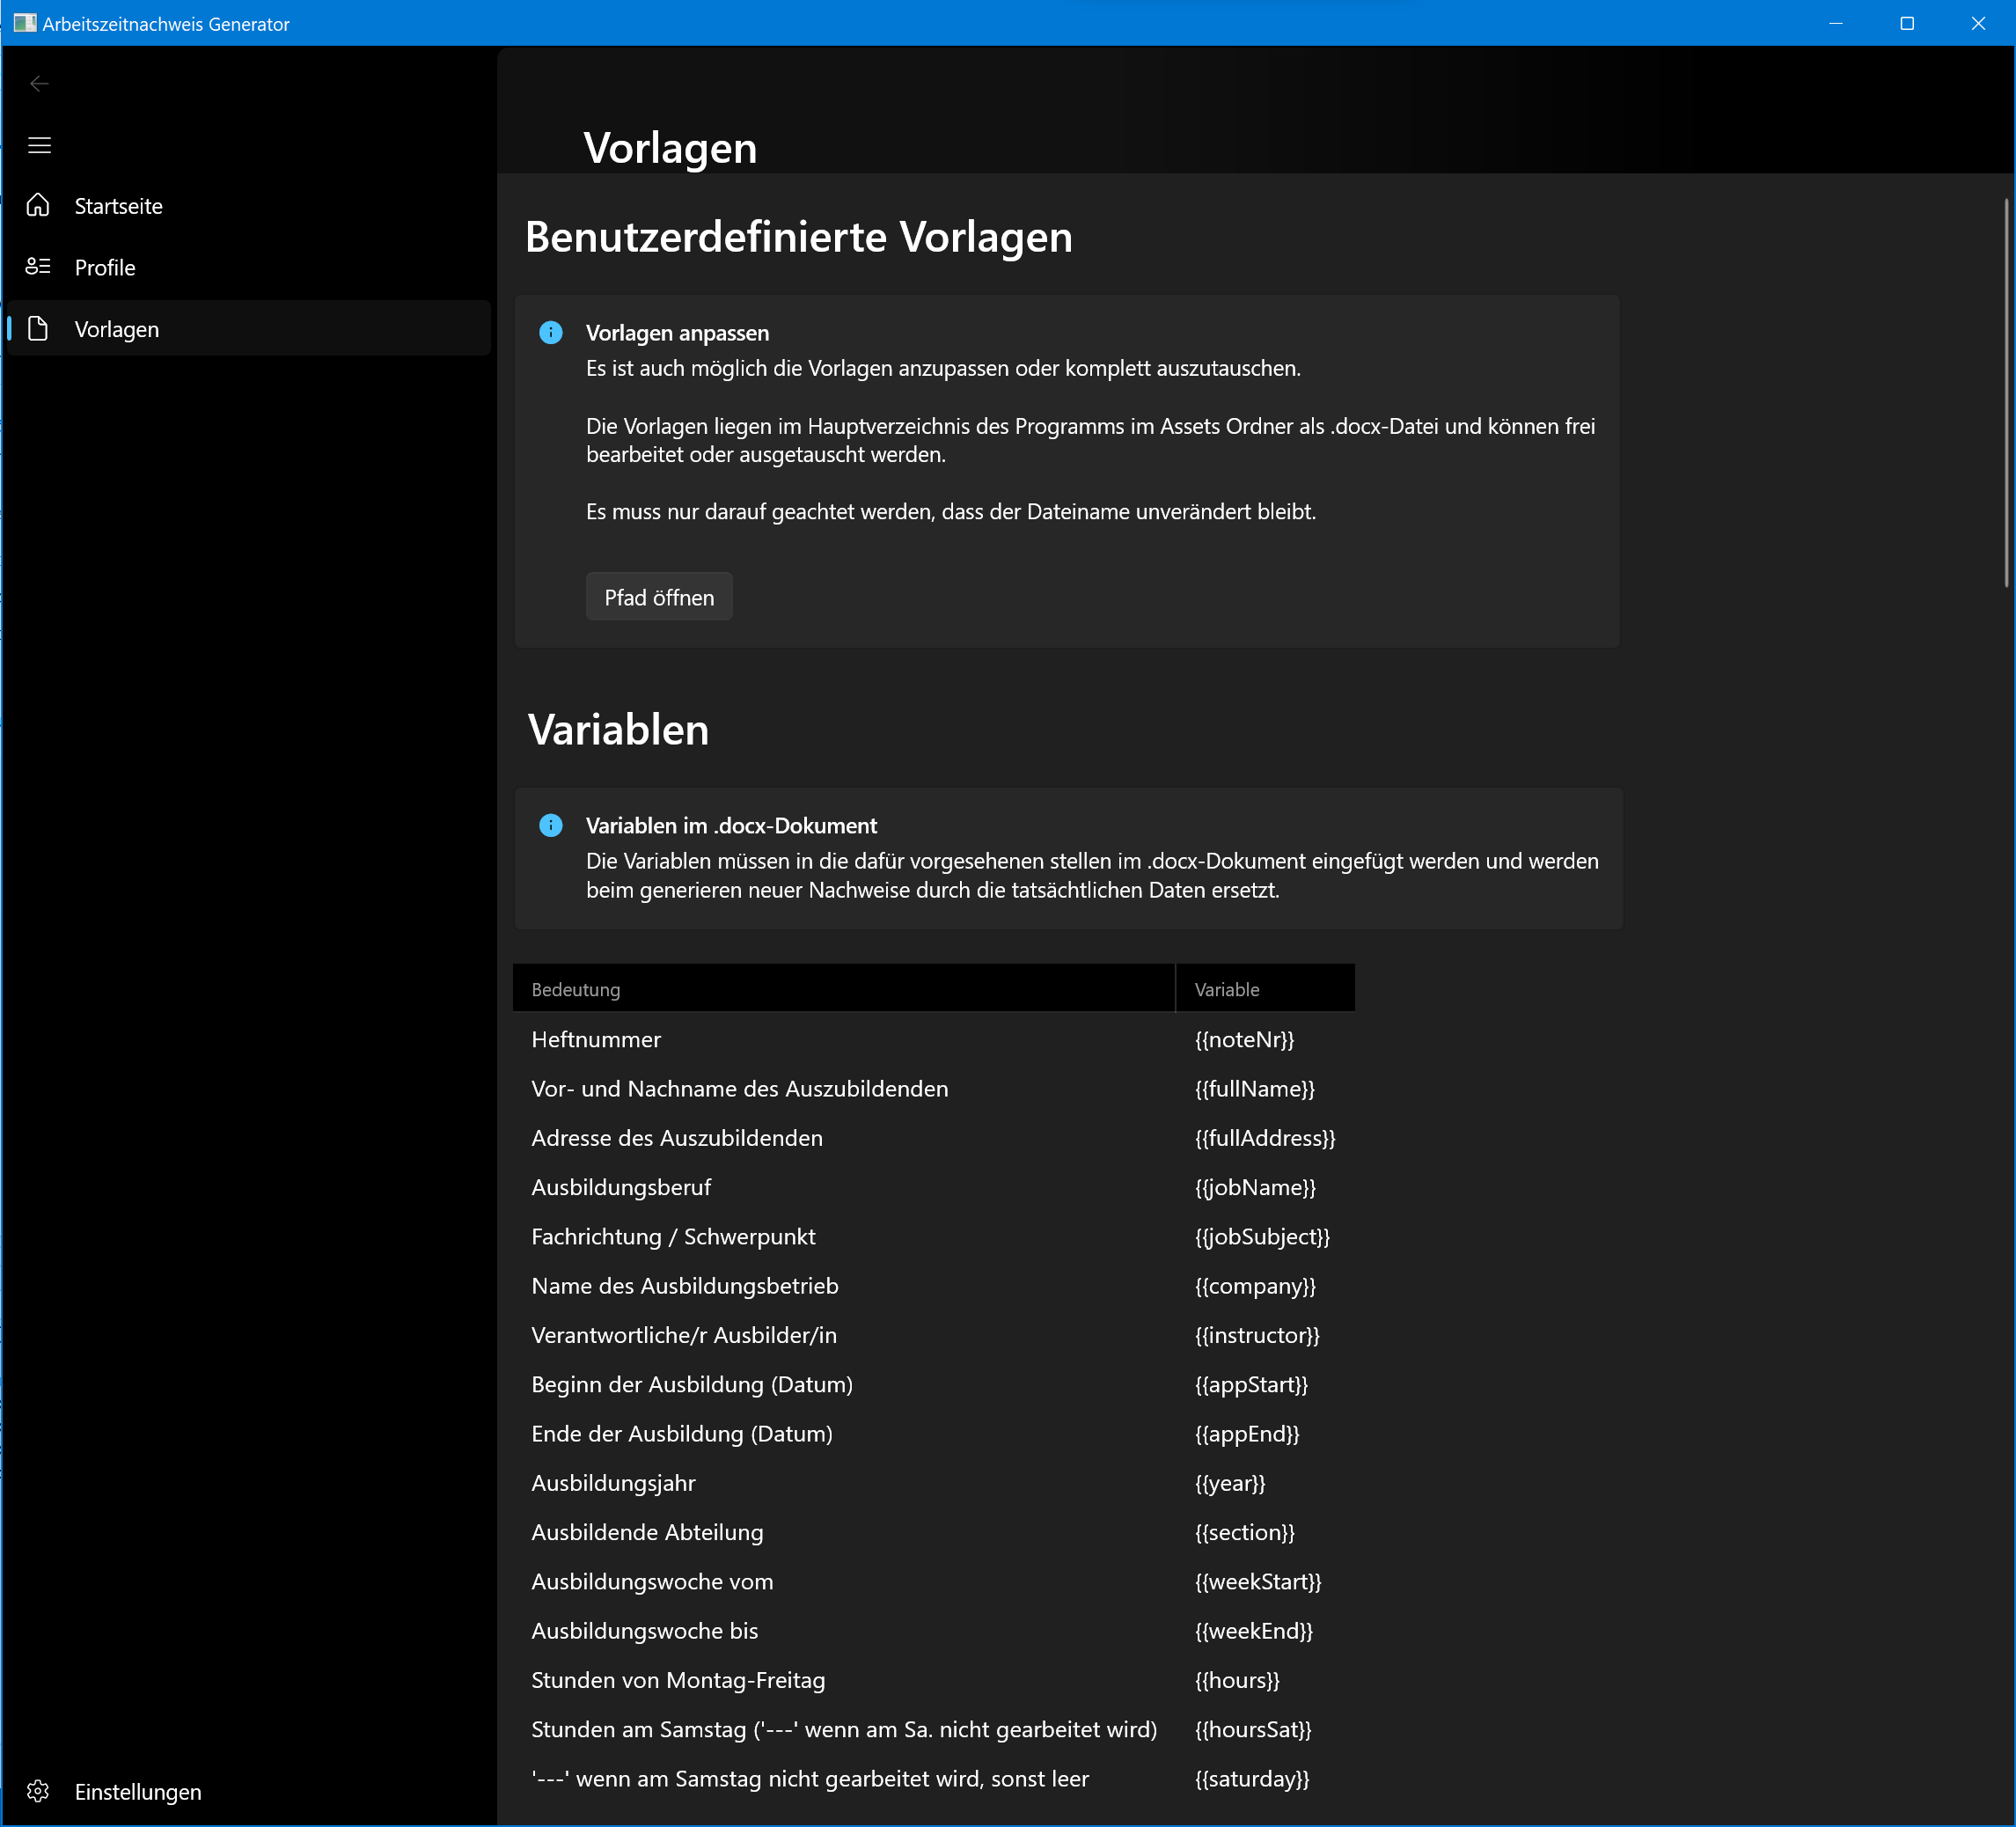 Arbeitszeitnachweis Generator
Startseite
Profile
Vorlagen
Einstellungen
Vorlagen
Benutzerdefinierte Vorlagen
Vorlagen anpassen
Es ist auch möglich die Vorlagen anzupassen oder komplett auszutauschen.
Die Vorlagen liegen im Hauptverzeichnis des Programms im Assets Ordner als .docx-Datei und können frei
bearbeitet oder ausgetauscht werden.
Es muss nur darauf geachtet werden, dass der Dateiname unverändert bleibt.
Pfad öffnen
Variablen
Variablen im .docx-Dokument
Die Variablen müssen in die dafür vorgesehenen stellen im .docx-Dokument eingefügt werden und werden
beim generieren neuer Nachweise durch die tatsächtlichen Daten ersetzt.
Bedeutung Variable
Heftnummer {{noteNr}}
Vor- und Nachname des Auszubildenden {{fullName}}
Adresse des Auszubildenden {{fullAddress}}
Ausbildungsberuf {{jobName}}
Fachrichtung / Schwerpunkt {{jobSubject}}
Name des Ausbildungsbetrieb {{company}}
Verantwortliche/r Ausbilder/in {{instructor}}
Beginn der Ausbildung (Datum) {{appStart}}
Ende der Ausbildung (Datum) {{appEnd}}
Ausbildungsjahr {{year}}
Ausbildende Abteilung {{section}}
Ausbildungswoche vom {{weekStart}}
Ausbildungswoche bis {{weekEnd}}
Stunden von Montag-Freitag {{hours}}
Stunden am Samstag ('---' wenn am Sa. nicht gearbeitet wird) {{hoursSat}}
'---' wenn am Samstag nicht gearbeitet wird, sonst leer {{saturday}}